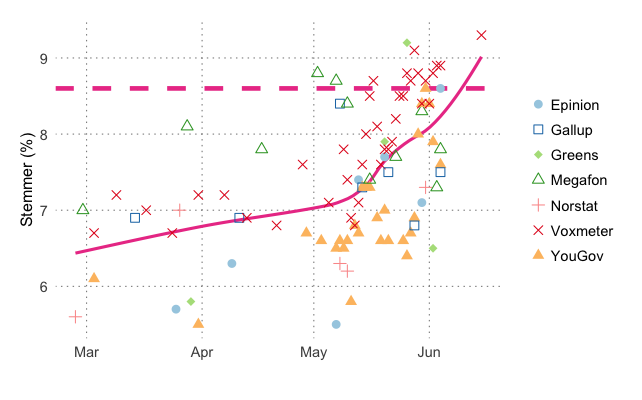 Stemmer (%)
9
8
7
6
Mar
Apr
May
Jun
Epinion
Gallup
Greens
Megafon
Norstat
Voxmeter
YouGov